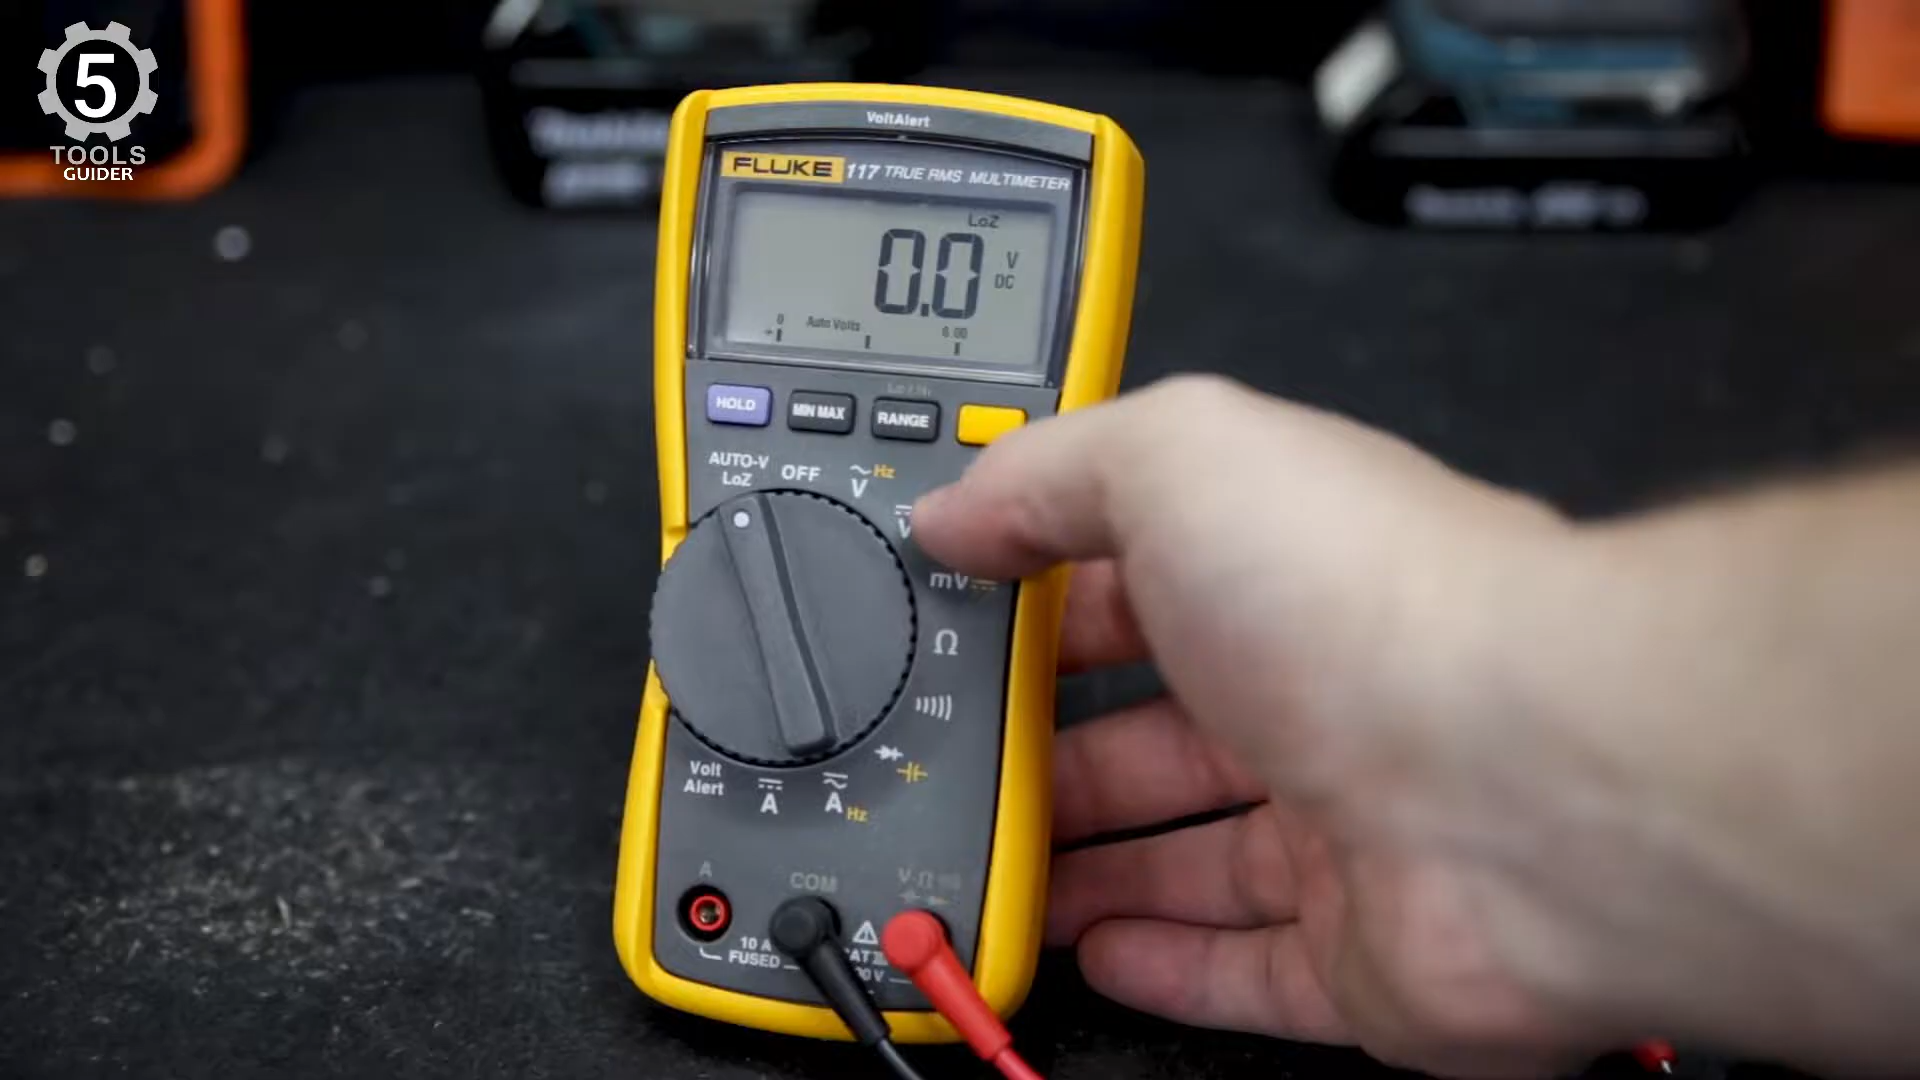 5
TOOLS
GUIDER
VoltAlert
FLUKE 117 TRUE RMS MULTIMETER
LoZ
0.0 V
DC
0 Auto Volts 6.00
HOLD MIN MAX RANGE
AUTO-V
LoZ
OFF
V Hz
V
mV
Ω
Volt
Alert
A
A Hz
A COM V Ω
10 A
FUSED